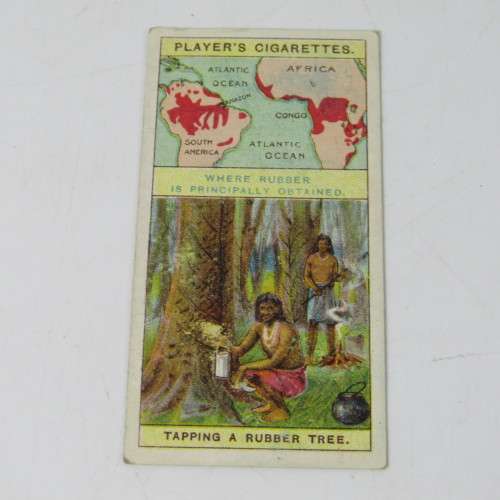 PLAYER'S CIGARETTES.
ATLANTIC
OCEAN
AFRICA
AMAZON
CONGO
SOUTH
AMERICA
ATLANTIC
OCEAN
WHERE RUBBER
IS PRINCIPALLY OBTAINED.
TAPPING A RUBBER TREE.